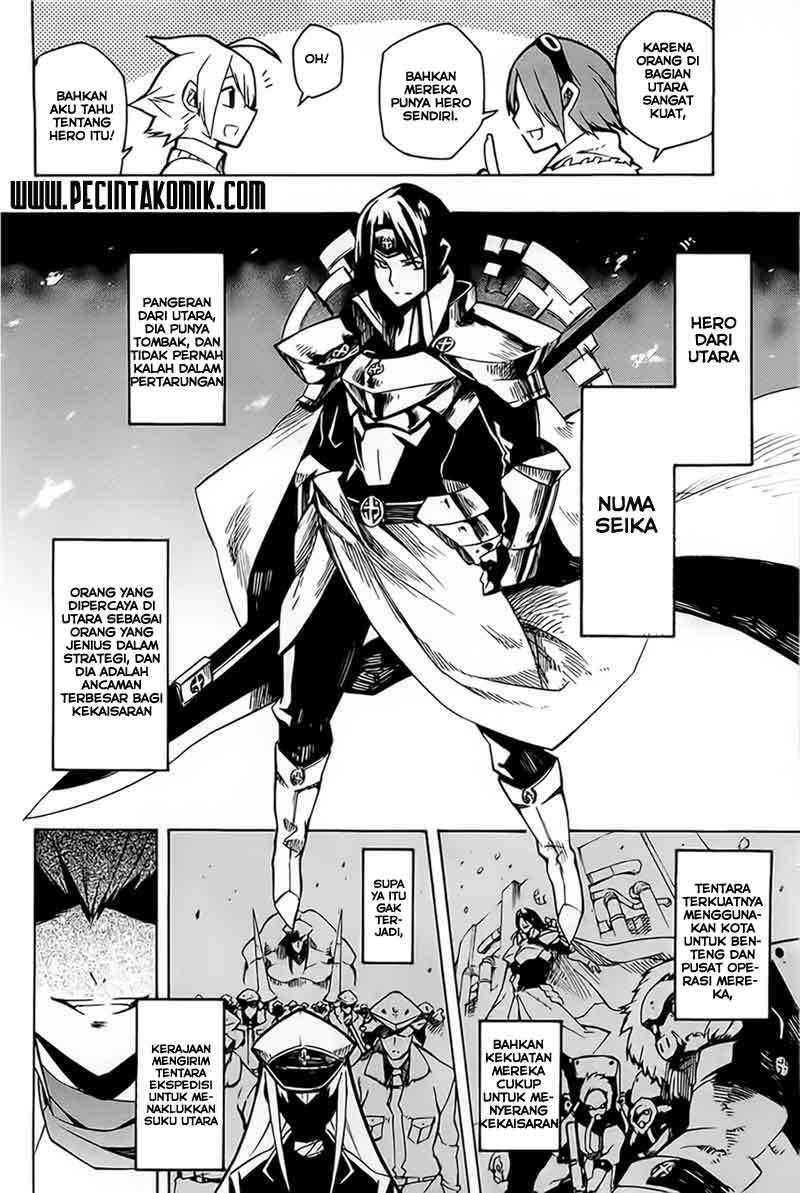 KARENA
ORANG DI
BAGIAN
UTARA
SANGAT
KUAT,
BAHKAN
MEREKA
PUNYA HERO
SENDIRI.
OH!
BAHKAN
AKU TAHU
TENTANG
HERO ITU!
WWW.PECINTAKOMIK.COM
HERO
DARI
UTARA
NUMA
SEIKA
PANGERAN
DARI UTARA,
DIA PUNYA
TOMBAK, DAN
TIDAK PERNAH
KALAH DALAM
PERTARUNGAN
ORANG YANG
DIPERCAYA DI
UTARA SEBAGAI
ORANG YANG
JENIUS DALAM
STRATEGI, DAN
DIA ADALAH
ANCAMAN
TERBESAR BAGI
KEKAISARAN
TENTARA
TERKUATNYA
MENGGUNA-
KAN KOTA
UNTUK BEN-
TENG DAN
PUSAT OPE-
RASI MERE-
KA,
BAHKAN
KEKUATAN
MEREKA
CUKUP
UNTUK ME-
NYERANG
KEKAISARAN
SUPA
YA ITU
GAK
TER-
JADI,
KERAJAAN
MENGIRIM
TENTARA
EKSPEDISI
UNTUK ME-
NAKLUKKAN
SUKU UTARA